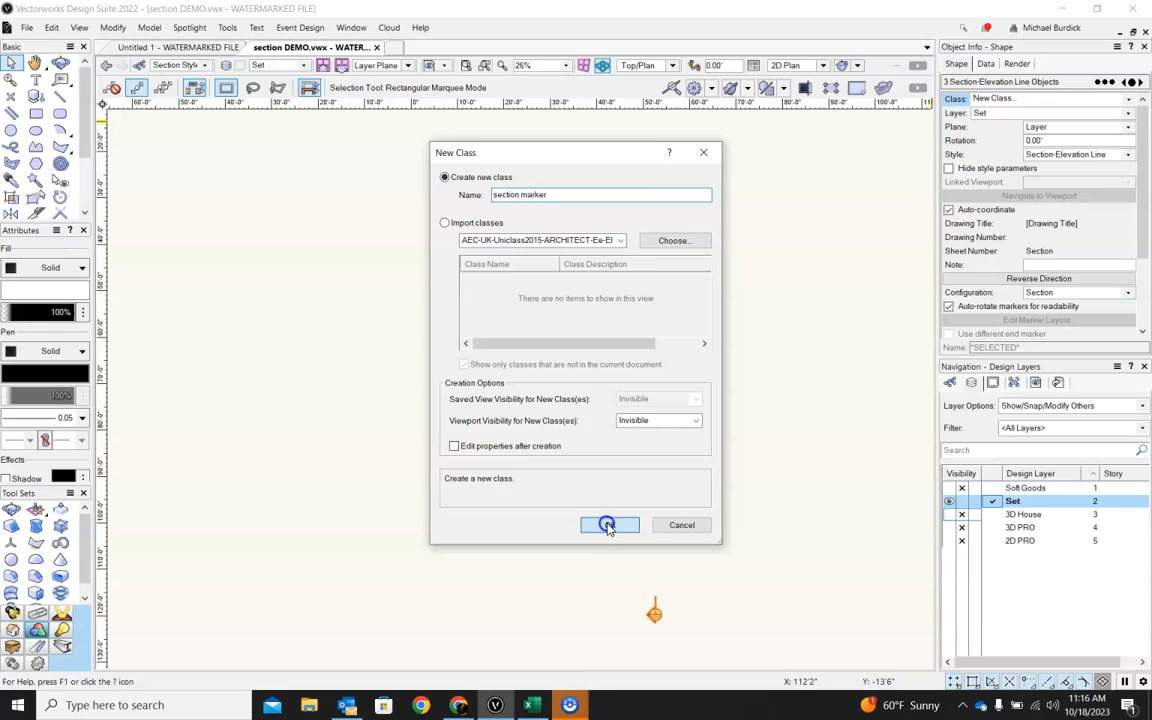 Vectorworks Design Suite 2022 - [section DEMO.vwx - WATERMARKED FILE]
File Edit View Modify Model Spotlight Tools Text Event Design Window Cloud Help
Michael Burdick
Basic
Untitled 1 - WATERMARKED FILE
section DEMO.vwx - WATER...
Object Info - Shape
Section Style
Set
Layer Plane
26%
Top/Plan
0.00'
2D Plan
Shape Data Render
Selection Tool: Rectangular Marquee Mode
3 Section-Elevation Line Objects
Class: New Class...
Layer: Set
Plane: Layer
Rotation: 0.00'
Style: Section-Elevation Line
Hide style parameters
Linked Viewport:
Navigate to Viewport
Auto-coordinate
Drawing Title: [Drawing Title]
Drawing Number:
Sheet Number: Section
Note:
Reverse Direction
Configuration: Section
Auto-rotate markers for readability
Edit Marker Layout...
Use different end marker
Name: *SELECTED*
Attributes
Fill
Solid
100%
Pen
Solid
100%
0.05
Effects
Shadow
Tool Sets
New Class
Create new class
Name: section marker
Import classes
AEC-UK-Uniclass2015-ARCHITECT-Ee-El
Choose...
Class Name Class Description
There are no items to show in this view
Show only classes that are not in the current document
Creation Options
Saved View Visibility for New Class(es): Invisible
Viewport Visibility for New Class(es): Invisible
Edit properties after creation
Create a new class.
Cancel
Navigation - Design Layers
Layer Options: Show/Snap/Modify Others
Filter: <All Layers>
Search
Visibility Design Layer # Story
Soft Goods 1
Set 2
3D House 3
3D PRO 4
2D PRO 5
For Help, press F1 or click the ? icon
X: 112'2" Y: -13'6"
Type here to search
60°F Sunny
11:16 AM
10/18/2023